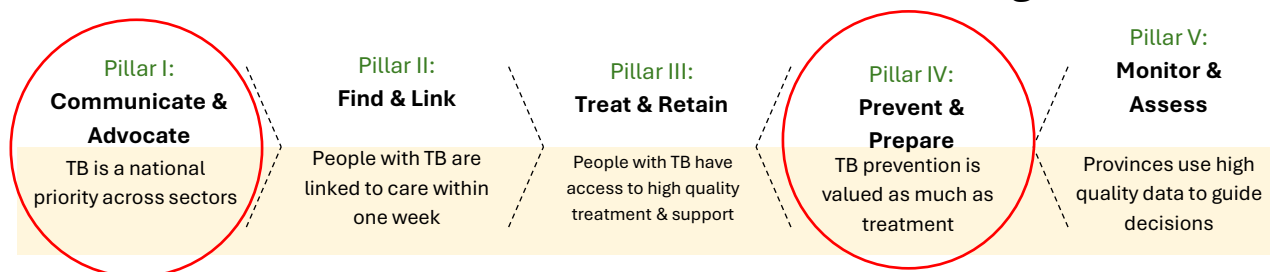 Pillar I:
Communicate &
Advocate
TB is a national
priority across sectors
Pillar II:
Find & Link
People with TB are
linked to care within
one week
Pillar III:
Treat & Retain
People with TB have
access to high quality
treatment & support
Pillar IV:
Prevent &
Prepare
TB prevention is
valued as much as
treatment
Pillar V:
Monitor &
Assess
Provinces use high
quality data to guide
decisions